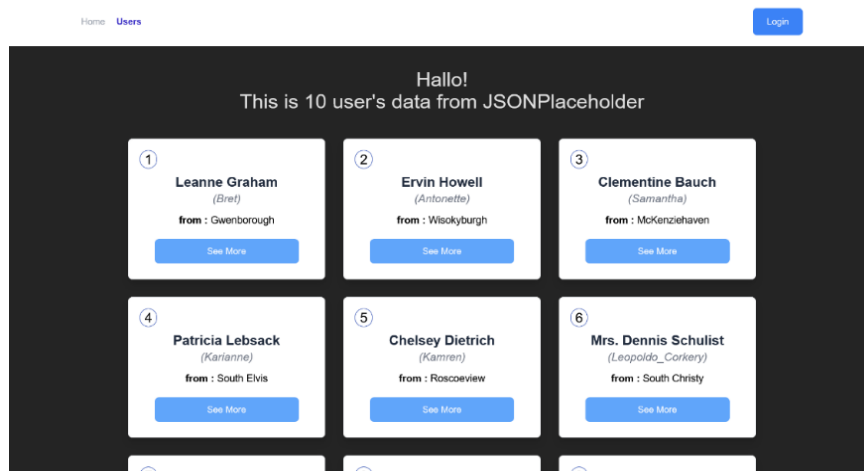 Home Users Login
Hallo!
This is 10 user's data from JSONPlaceholder
1 2 3
Leanne Graham Ervin Howell Clementine Bauch
(Bret) (Antonette) (Samantha)
from : Gwenborough from : Wisokyburgh from : McKenziehaven
See More See More See More
4 5 6
Patricia Lebsack Chelsey Dietrich Mrs. Dennis Schulist
(Karianne) (Kamren) (Leopoldo_Corkery)
from : South Elvis from : Roscoeview from : South Christy
See More See More See More